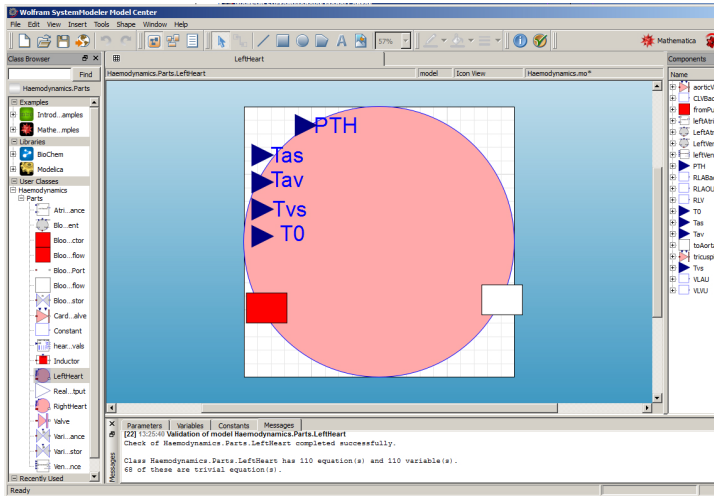 Wolfram SystemModeler Model Center
File Edit View Insert Tools Shape Window Help
57%
Mathematica
Class Browser
LeftHeart
Components
Find
Haemodynamics.Parts.LeftHeart
model
Icon View
Haemodynamics.mo*
Name
Haemodynamics.Parts
Examples
Introd...amples
Mathe...mples
Libraries
BioChem
Modelica
User Classes
Haemodynamics
Parts
Atri...ance
Blo...ent
Bloo...ctor
Bloo...flow
Bloo...Port
Bloo...flow
Bloo...stor
Card...alve
Constant
hear...vals
Inductor
LeftHeart
Real...tput
RightHeart
Valve
Vari...ance
Vari...stor
Ven...nce
Recently Used
PTH
Tas
Tav
Tvs
T0
aorticV
CLVBac
fromPu
leftAtri
LeftAtr
LeftVer
leftVen
PTH
RLABa
RLAOU
RLV
T0
Tas
Tav
toAort
tricusp
Tvs
VLAU
VLVU
Parameters
Variables
Constants
Messages
Messages
[22] 13:25:40 Validation of model Haemodynamics.Parts.LeftHeart
Check of Haemodynamics.Parts.LeftHeart completed successfully.
Class Haemodynamics.Parts.LeftHeart has 110 equation(s) and 110 variable(s).
68 of these are trivial equation(s).
Ready